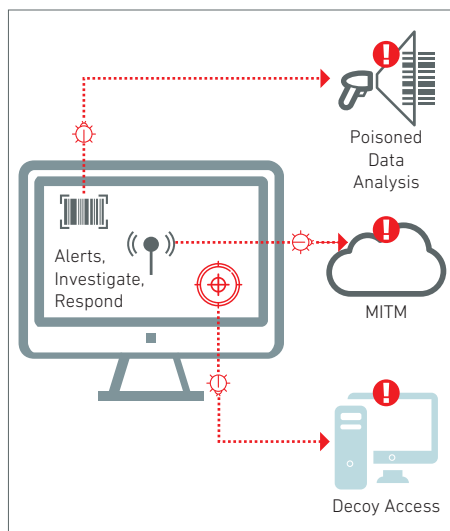 Poisoned
Data
Analysis
Alerts,
Investigate,
Respond
MITM
Decoy Access